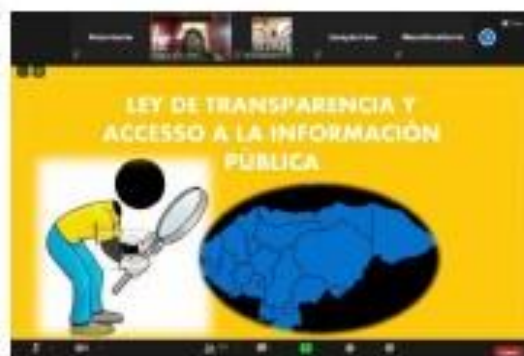 LEY DE TRANSPARENCIA Y
ACCESSO A LA INFORMACIÓN
PÚBLICA